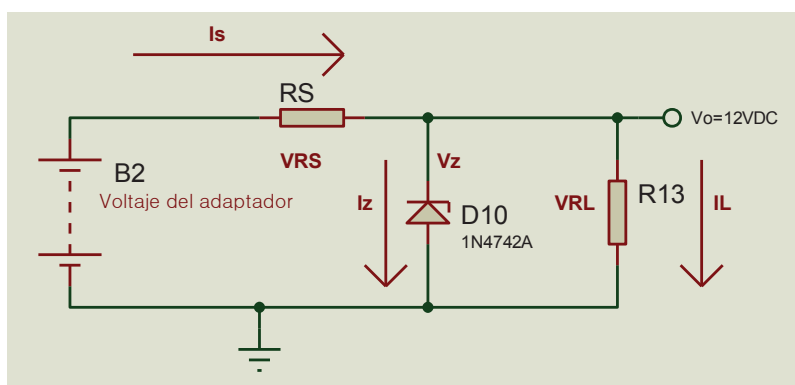 Is
RS
Vo=12VDC
VRS
Vz
B2
Voltaje del adaptador
Iz
D10
1N4742A
VRL
R13
IL